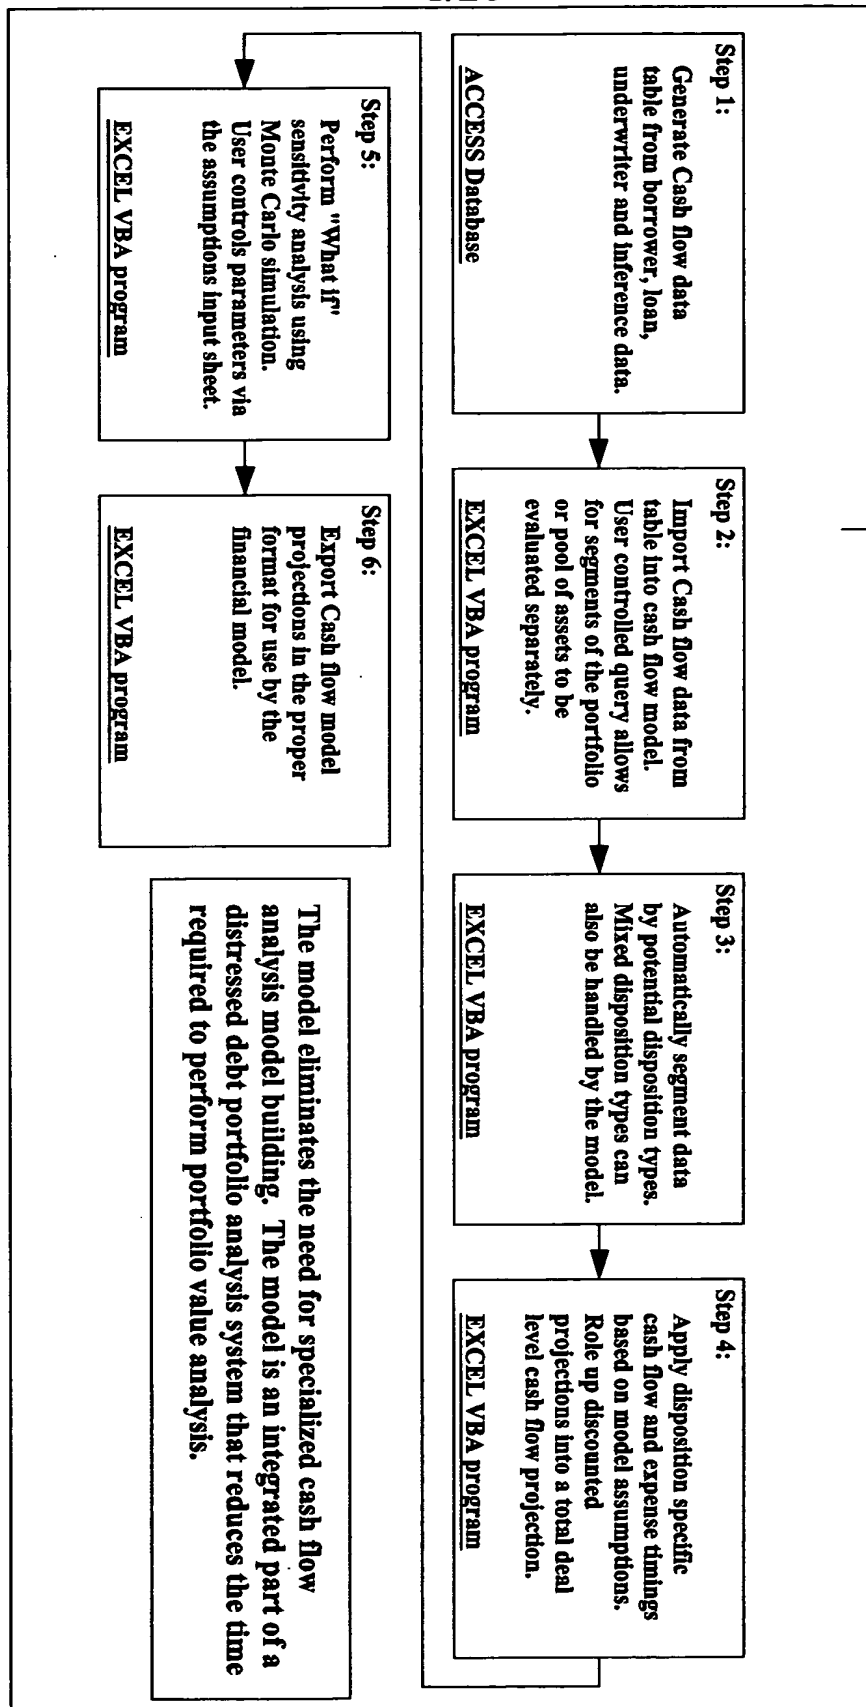 Step 1:
Generate Cash flow data
table from borrower, loan,
underwriter and inference data.
ACCESS Database
Step 2:
Import Cash flow data from
table into cash flow model.
User controlled query allows
for segments of the portfolio
or pool of assets to be
evaluated separately.
EXCEL VBA program
Step 3:
Automatically segment data
by potential disposition types.
Mixed disposition types can
also be handled by the model.
EXCEL VBA program
Step 4:
Apply disposition specific
cash flow and expense timings
based on model assumptions.
Role up discounted
projections into a total deal
level cash flow projection.
EXCEL VBA program
Step 5:
Perform "What if"
sensitivity analysis using
Monte Carlo simulation.
User controls parameters via
the assumptions input sheet.
EXCEL VBA program
Step 6:
Export Cash flow model
projections in the proper
format for use by the
financial model.
EXCEL VBA program
The model eliminates the need for specialized cash flow
analysis model building. The model is an integrated part of a
distressed debt portfolio analysis system that reduces the time
required to perform portfolio value analysis.